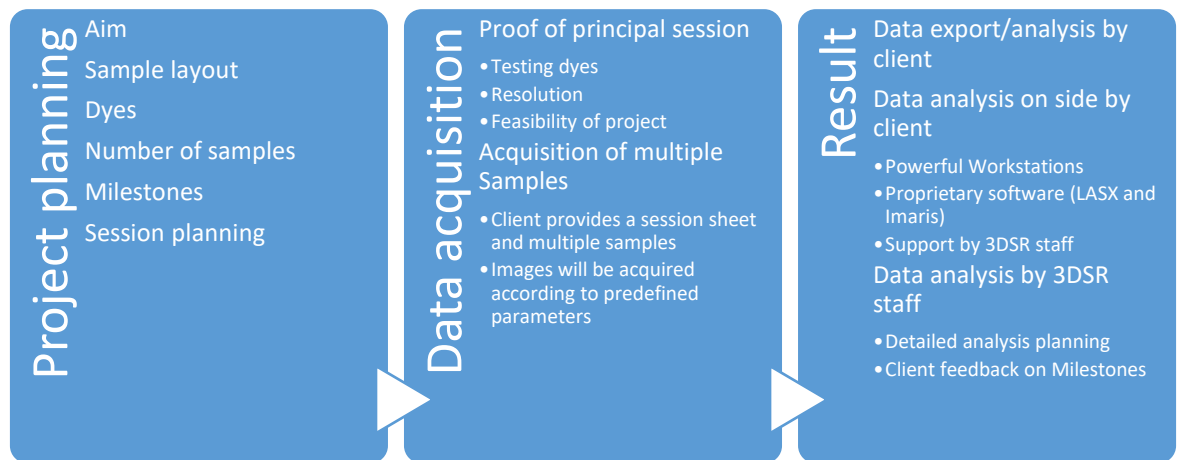 Project planning
Aim
Sample layout
Dyes
Number of samples
Milestones
Session planning
Data acquisition
Proof of principal session
•Testing dyes
•Resolution
•Feasibility of project
Acquisition of multiple
Samples
•Client provides a session sheet
and multiple samples
•Images will be acquired
according to predefined
parameters
Result
Data export/analysis by
client
Data analysis on side by
client
•Powerful Workstations
•Proprietary software (LASX and
Imaris)
•Support by 3DSR staff
Data analysis by 3DSR
staff
•Detailed analysis planning
•Client feedback on Milestones